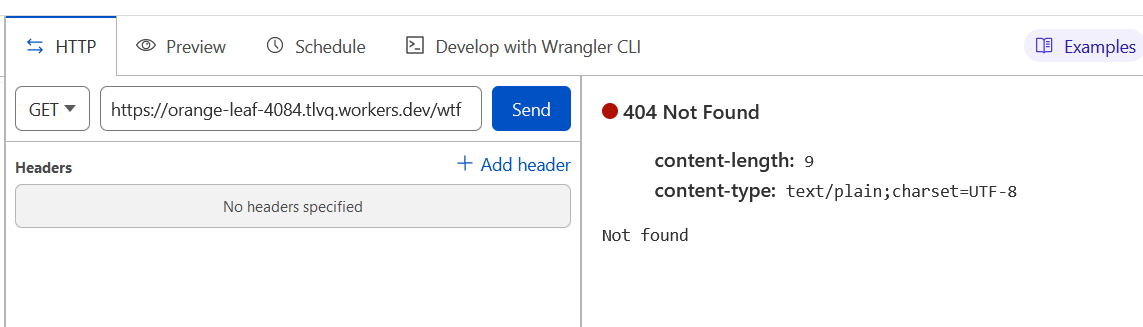 HTTP Preview Schedule Develop with Wrangler CLI Examples
GET https://orange-leaf-4084.tlvq.workers.dev/wtf Send
Headers + Add header
No headers specified
404 Not Found
content-length: 9
content-type: text/plain;charset=UTF-8
Not found